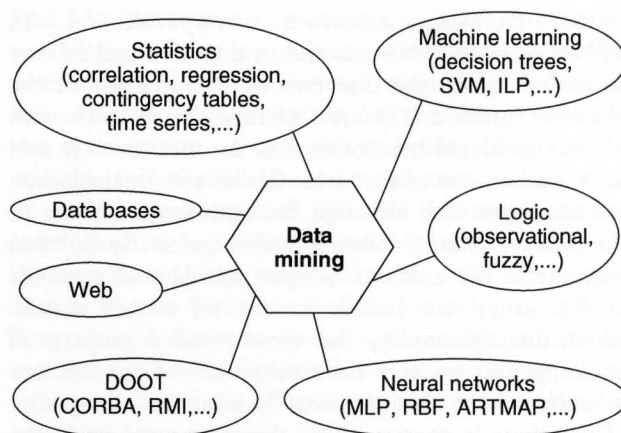 Statistics
(correlation, regression,
contingency tables,
time series,...)
Machine learning
(decision trees,
SVM, ILP,...)
Data bases
Data
mining
Logic
(observational,
fuzzy,...)
Web
DOOT
(CORBA, RMI,...)
Neural networks
(MLP, RBF, ARTMAP,...)